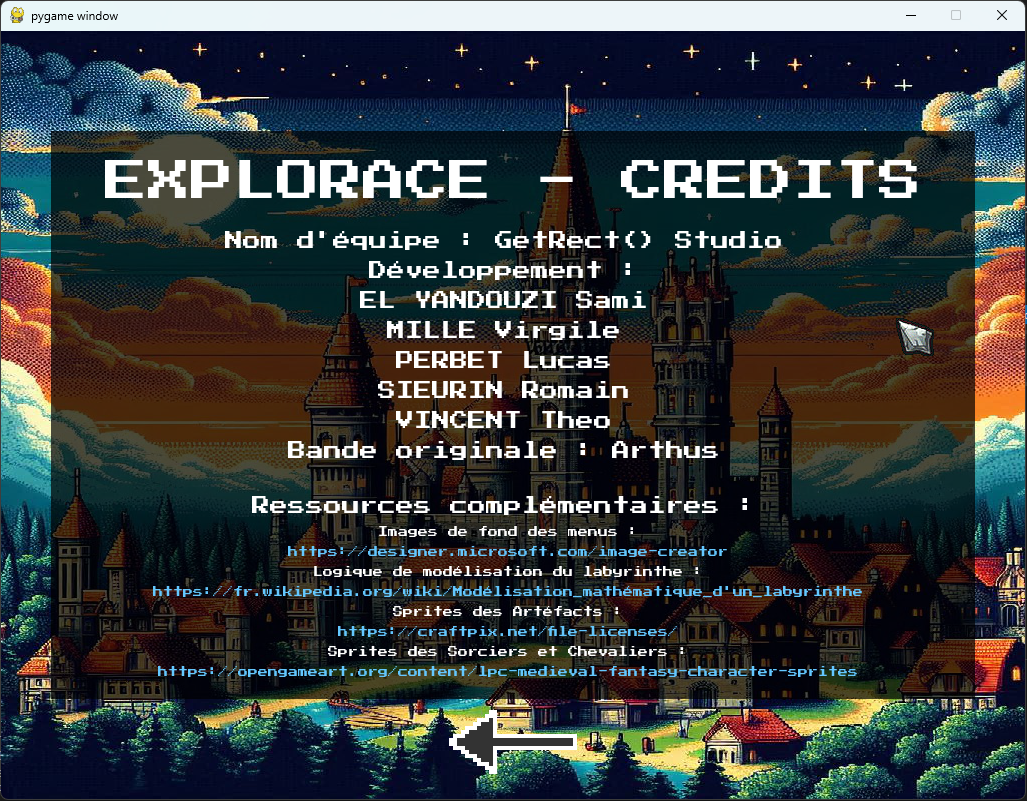 pygame window
EXPLORACE - CREDITS
Nom d'équipe : GetRect() Studio
Développement :
EL YANDOUZI Sami
MILLE Virgile
PERBET Lucas
SIEURIN Romain
VINCENT Theo
Bande originale : Arthus
Ressources complémentaires :
Images de fond des menus :
https://designer.microsoft.com/image-creator
Logique de modélisation du labyrinthe :
https://fr.wikipedia.org/wiki/Modélisation_mathématique_d'un_labyrinthe
Sprites des Artéfacts :
https://craftpix.net/file-licenses/
Sprites des Sorciers et Chevaliers :
https://opengameart.org/content/lpc-medieval-fantasy-character-sprites